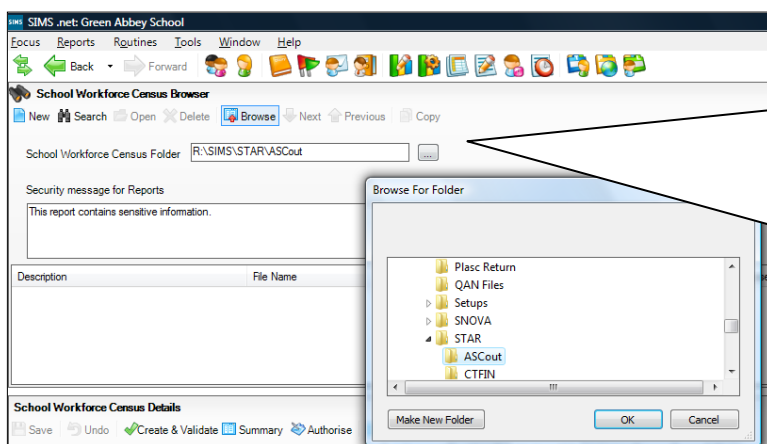 SIMS SIMS .net: Green Abbey School
Focus Reports Routines Tools Window Help
Back Forward
School Workforce Census Browser
New Search Open Delete Browse Next Previous Copy
School Workforce Census Folder R:\SIMS\STAR\ASCout ...
Security message for Reports
This report contains sensitive information.
Description File Name
Browse For Folder
Plasc Return
QAN Files
Setups
SNOVA
STAR
ASCout
CTFIN
Make New Folder OK Cancel
School Workforce Census Details
Save Undo Create & Validate Summary Authorise